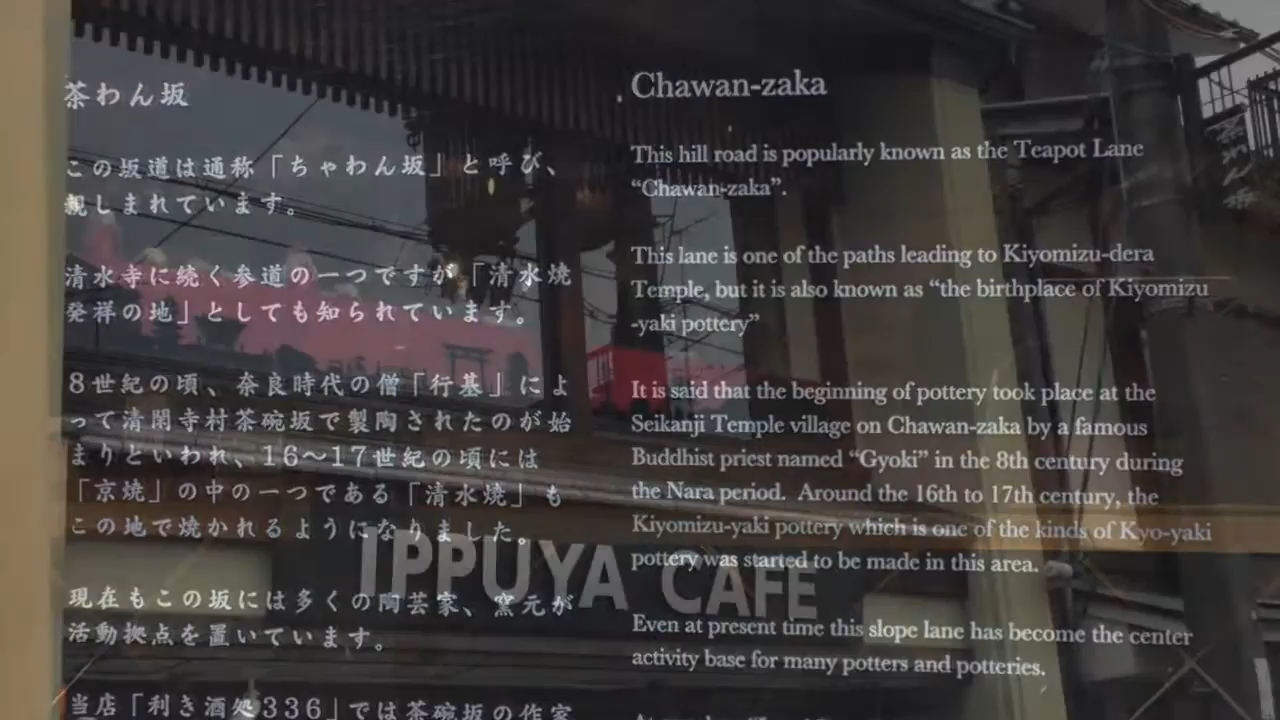 茶わん坂
この坂道は通称「ちゃわん坂」と呼び、
親しまれています。
清水寺に続く参道の一つですが「清水焼
発祥の地」としても知られています。
8世紀の頃、奈良時代の僧「行基」によ
って清閑寺村茶碗坂で製陶されたのが始
まりといわれ、16〜17世紀の頃には
「京焼」の中の一つである「清水焼」も
この地で焼かれるようになりました。
現在もこの坂には多くの陶芸家、窯元が
活動拠点を置いています。
当店「利き酒処336」では茶碗坂の作家
Chawan-zaka
This hill road is popularly known as the Teapot Lane
“Chawan-zaka”.
This lane is one of the paths leading to Kiyomizu-dera
Temple, but it is also known as “the birthplace of Kiyomizu
-yaki pottery”
It is said that the beginning of pottery took place at the
Seikanji Temple village on Chawan-zaka by a famous
Buddhist priest named “Gyoki” in the 8th century during
the Nara period. Around the 16th to 17th century, the
Kiyomizu-yaki pottery which is one of the kinds of Kyo-yaki
pottery was started to be made in this area.
Even at present time this slope lane has become the center
activity base for many potters and potteries.
IPPUYA CAFE
茶わん坂